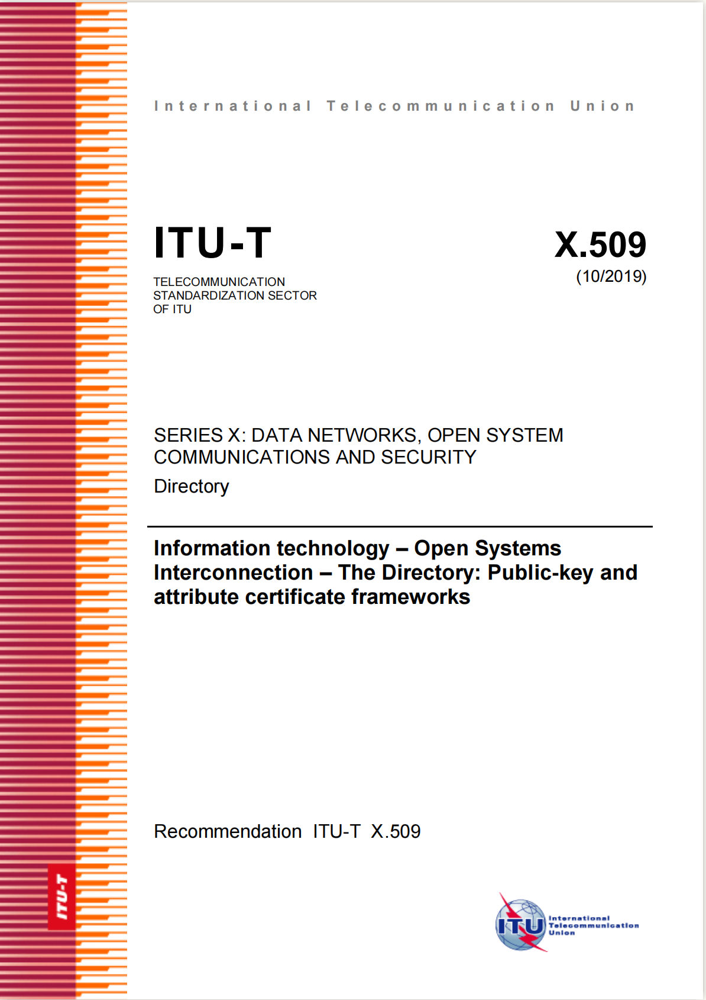 International Telecommunication Union
ITU-T
X.509
(10/2019)
TELECOMMUNICATION
STANDARDIZATION SECTOR
OF ITU
SERIES X: DATA NETWORKS, OPEN SYSTEM
COMMUNICATIONS AND SECURITY
Directory
Information technology – Open Systems
Interconnection – The Directory: Public-key and
attribute certificate frameworks
Recommendation ITU-T X.509
ITU-T
ITU
International
Telecommunication
Union